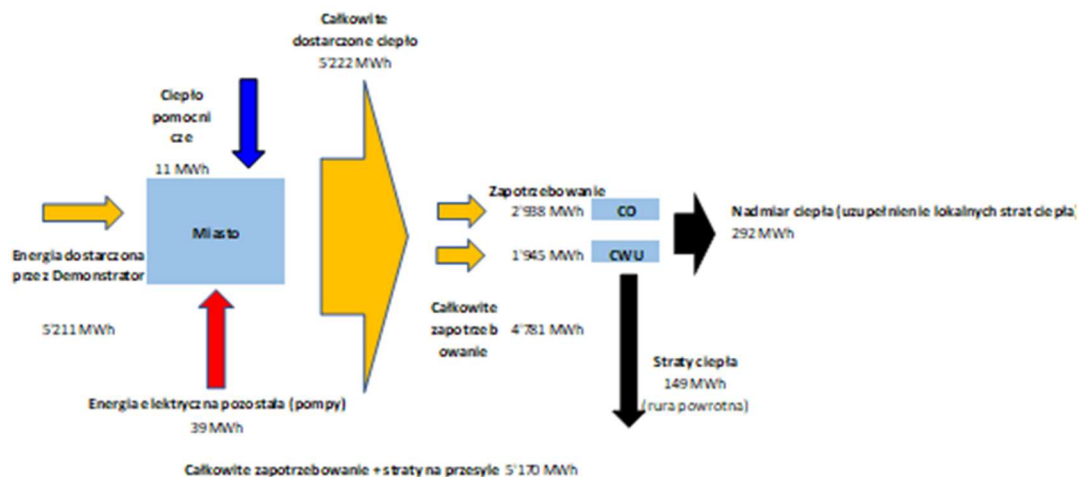 Całkowite
dostarczone ciepło
5'222 MWh
Ciepło
pomocni
cze
11 MWh
Miasto
Energia dostarczona
przez Demonstrator
5'211 MWh
Energia elektryczna pozostała (pompy)
39 MWh
Zapotrzebowanie
2'938 MWh
CO
1'945 MWh
CWU
Całkowite
zapotrzeb
owanie
4'781 MWh
Nadmiar ciepła (uzupełnienie lokalnych strat ciepła)
292 MWh
Straty ciepła
149 MWh
(rura powrotna)
Całkowite zapotrzebowanie + straty na przesyle 5'170 MWh